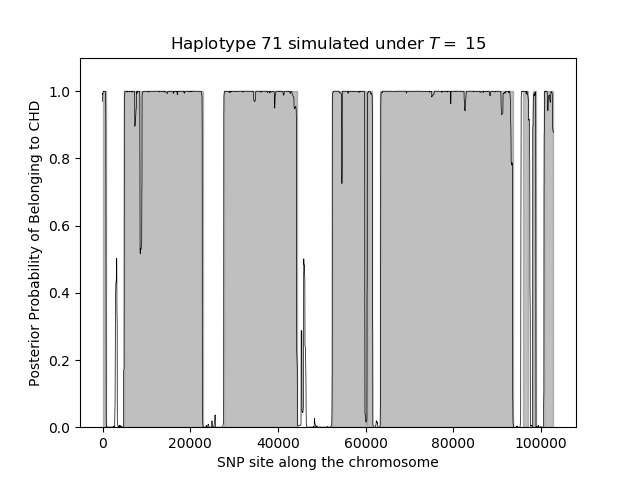 Haplotype 71 simulated under T = 15
Posterior Probability of Belonging to CHD
1.0
0.8
0.6
0.4
0.2
0.0
0 20000 40000 60000 80000 100000
SNP site along the chromosome